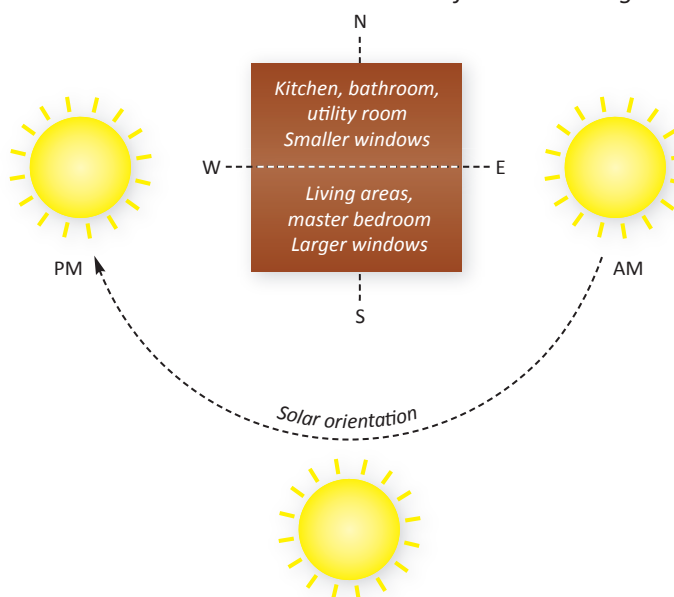 N
Kitchen, bathroom,
utility room
Smaller windows
W
E
Living areas,
master bedroom
Larger windows
PM
AM
S
Solar orientation